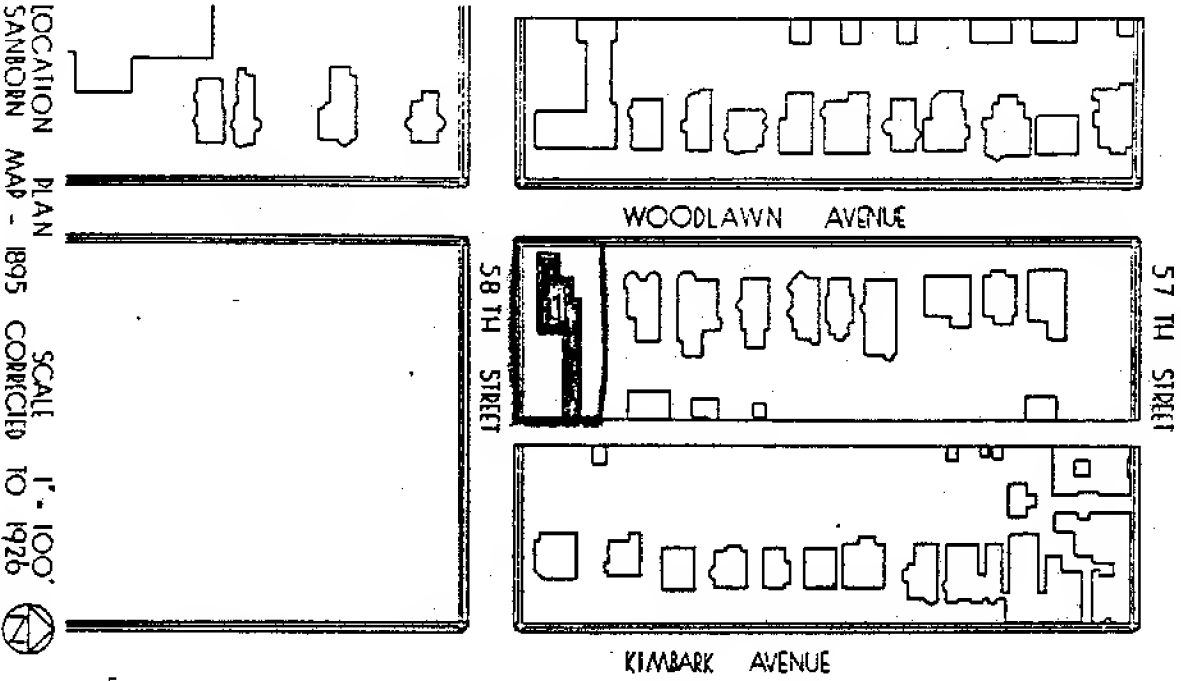 LOCATION PLAN SCALE 1" = 100'
SANBORN MAP - 1895 CORRECTED TO 1926
N
WOODLAWN AVENUE
58 TH STREET
57 TH STREET
1
KIMBARK AVENUE